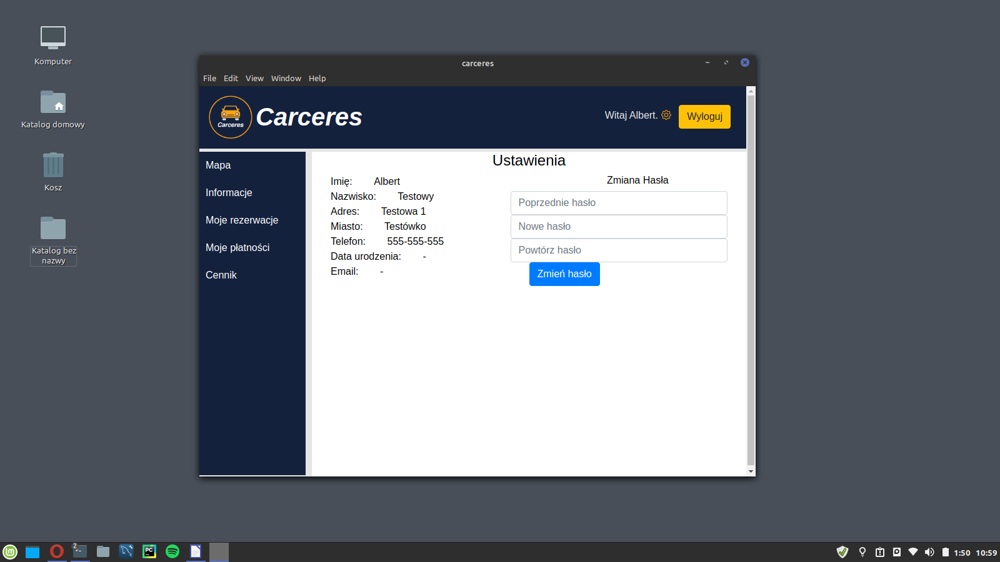 Komputer
Katalog domowy
Kosz
Katalog bez
nazwy
carceres
File Edit View Window Help
Carceres
Carceres
Witaj Albert.
Wyloguj
Mapa
Informacje
Moje rezerwacje
Moje płatności
Cennik
Ustawienia
Imię: Albert
Nazwisko: Testowy
Adres: Testowa 1
Miasto: Testówko
Telefon: 555-555-555
Data urodzenia: -
Email: -
Zmiana Hasła
Poprzednie hasło
Nowe hasło
Powtórz hasło
Zmień hasło
2
PC
1:50 10:59